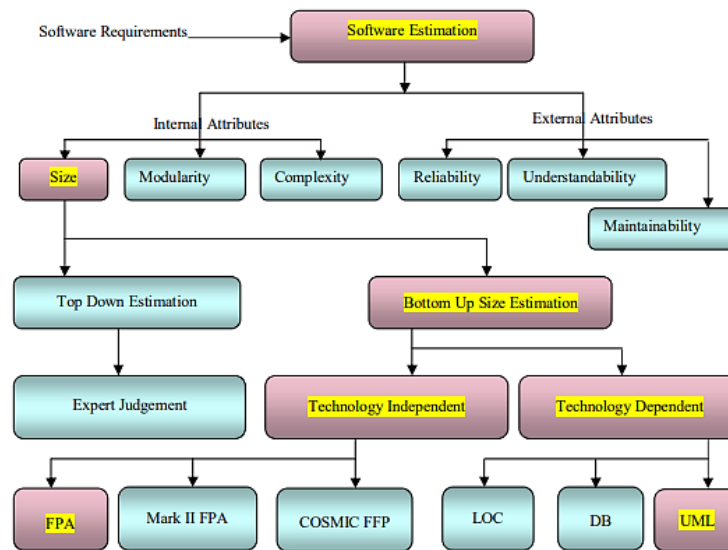 Software Requirements
Software Estimation
Internal Attributes
External Attributes
Size
Modularity
Complexity
Reliability
Understandability
Maintainability
Top Down Estimation
Bottom Up Size Estimation
Expert Judgement
Technology Independent
Technology Dependent
FPA
Mark II FPA
COSMIC FFP
LOC
DB
UML